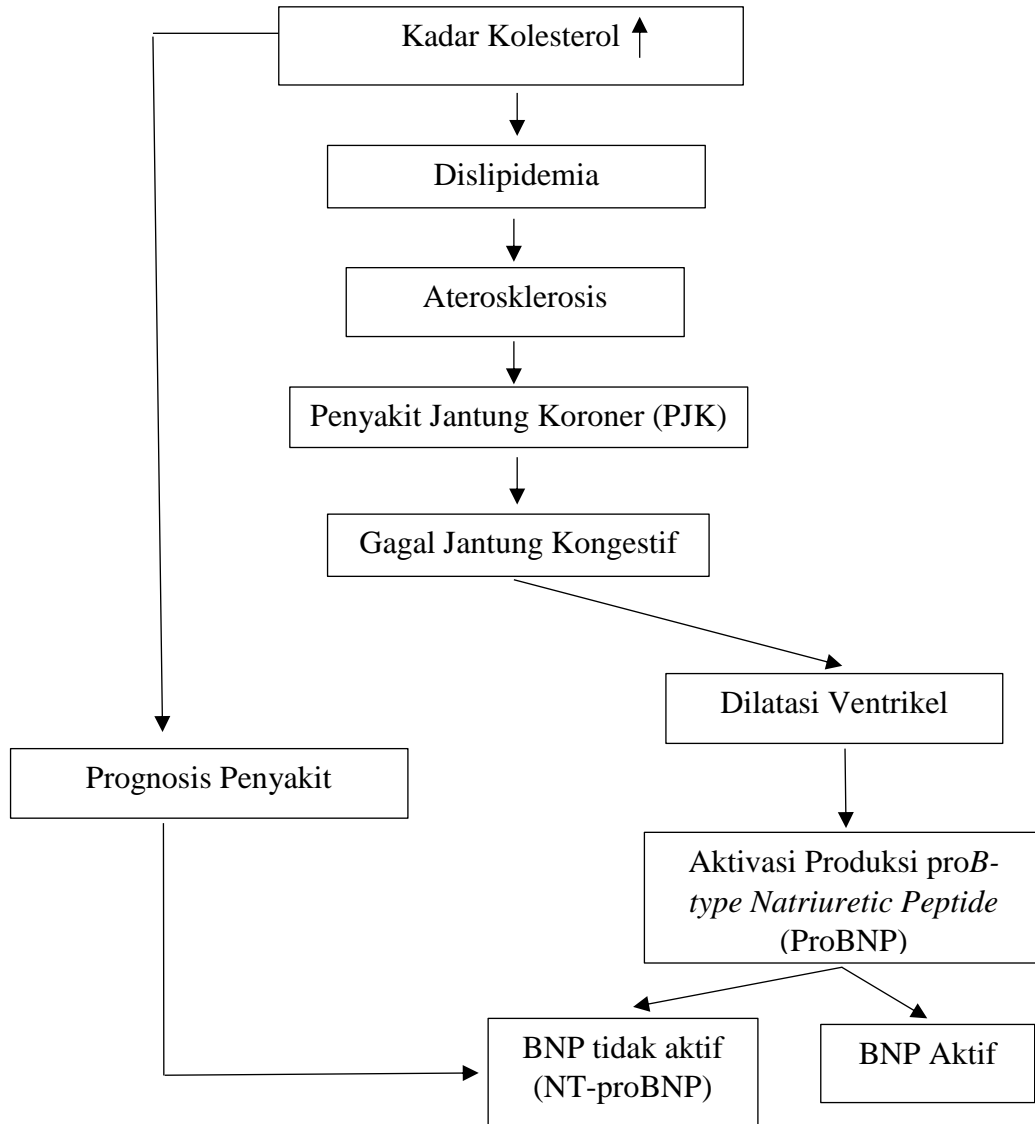 Kadar Kolesterol
Dislipidemia
Aterosklerosis
Penyakit Jantung Koroner (PJK)
Gagal Jantung Kongestif
Dilatasi Ventrikel
Prognosis Penyakit
Aktivasi Produksi proB-
type Natriuretic Peptide
(ProBNP)
BNP tidak aktif
(NT-proBNP)
BNP Aktif